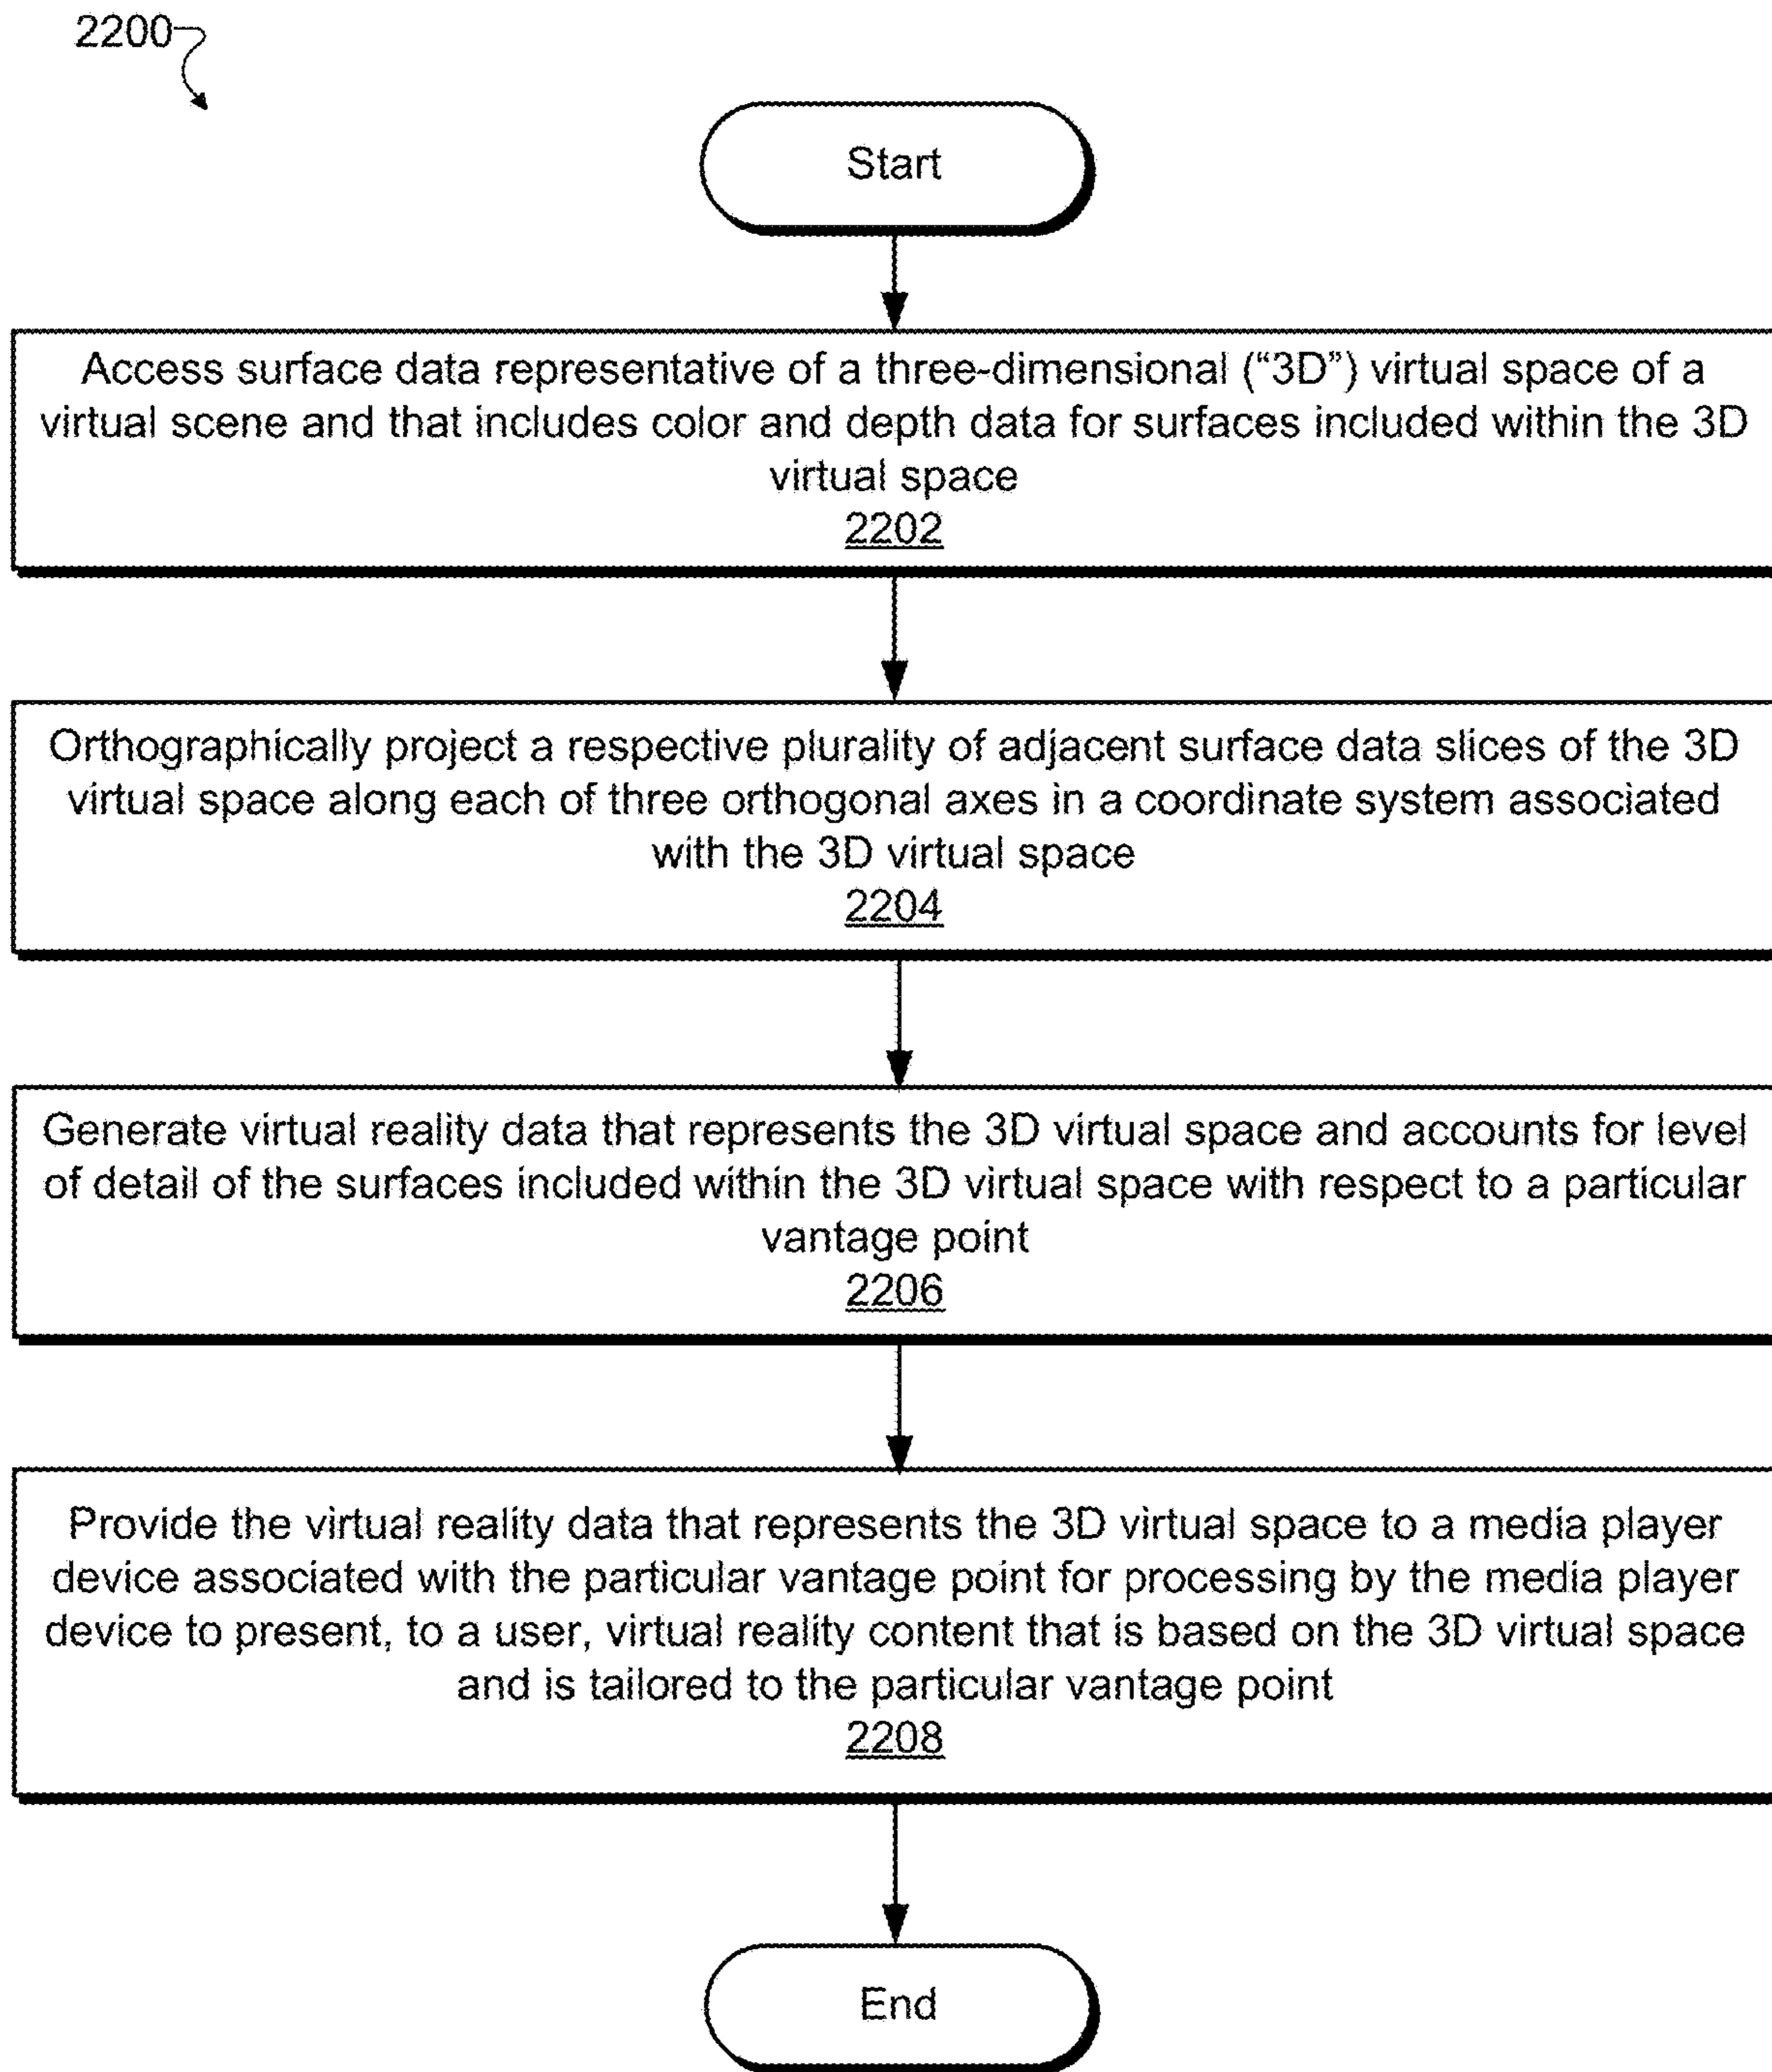 2200
Start
Access surface data representative of a three-dimensional (“3D”) virtual space of a
virtual scene and that includes color and depth data for surfaces included within the 3D
virtual space
2202
Orthographically project a respective plurality of adjacent surface data slices of the 3D
virtual space along each of three orthogonal axes in a coordinate system associated
with the 3D virtual space
2204
Generate virtual reality data that represents the 3D virtual space and accounts for level
of detail of the surfaces included within the 3D virtual space with respect to a particular
vantage point
2206
Provide the virtual reality data that represents the 3D virtual space to a media player
device associated with the particular vantage point for processing by the media player
device to present, to a user, virtual reality content that is based on the 3D virtual space
and is tailored to the particular vantage point
2208
End